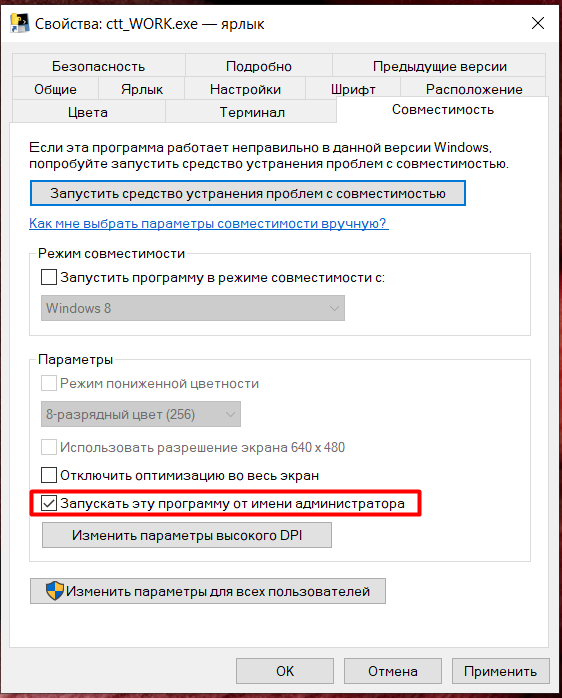 Свойства: ctt_WORK.exe — ярлык
Безопасность Подробно Предыдущие версии
Общие Ярлык Настройки Шрифт Расположение
Цвета Терминал Совместимость
Если эта программа работает неправильно в данной версии Windows,
попробуйте запустить средство устранения проблем с совместимостью.
Запустить средство устранения проблем с совместимостью
Как мне выбрать параметры совместимости вручную?
Режим совместимости
Запустить программу в режиме совместимости с:
Windows 8
Параметры
Режим пониженной цветности
8-разрядный цвет (256)
Использовать разрешение экрана 640 x 480
Отключить оптимизацию во весь экран
Запускать эту программу от имени администратора
Изменить параметры высокого DPI
Изменить параметры для всех пользователей
OK Отмена Применить